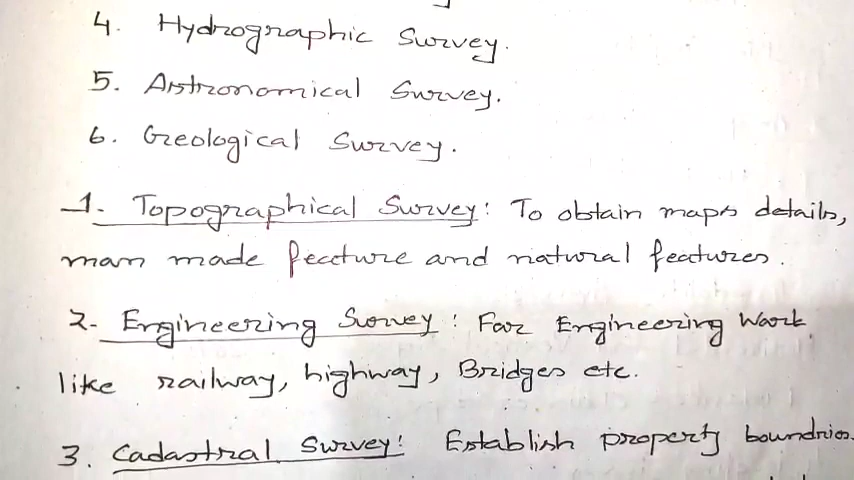 4. Hydrographic Survey.
5. Astronomical Survey.
6. Geological Survey.
1. Topographical Survey: To obtain maps details,
man made feature and natural features.
2- Engineering Survey: For Engineering Work
like railway, highway, Bridges etc.
3. Cadastral Survey: Establish property boundries.